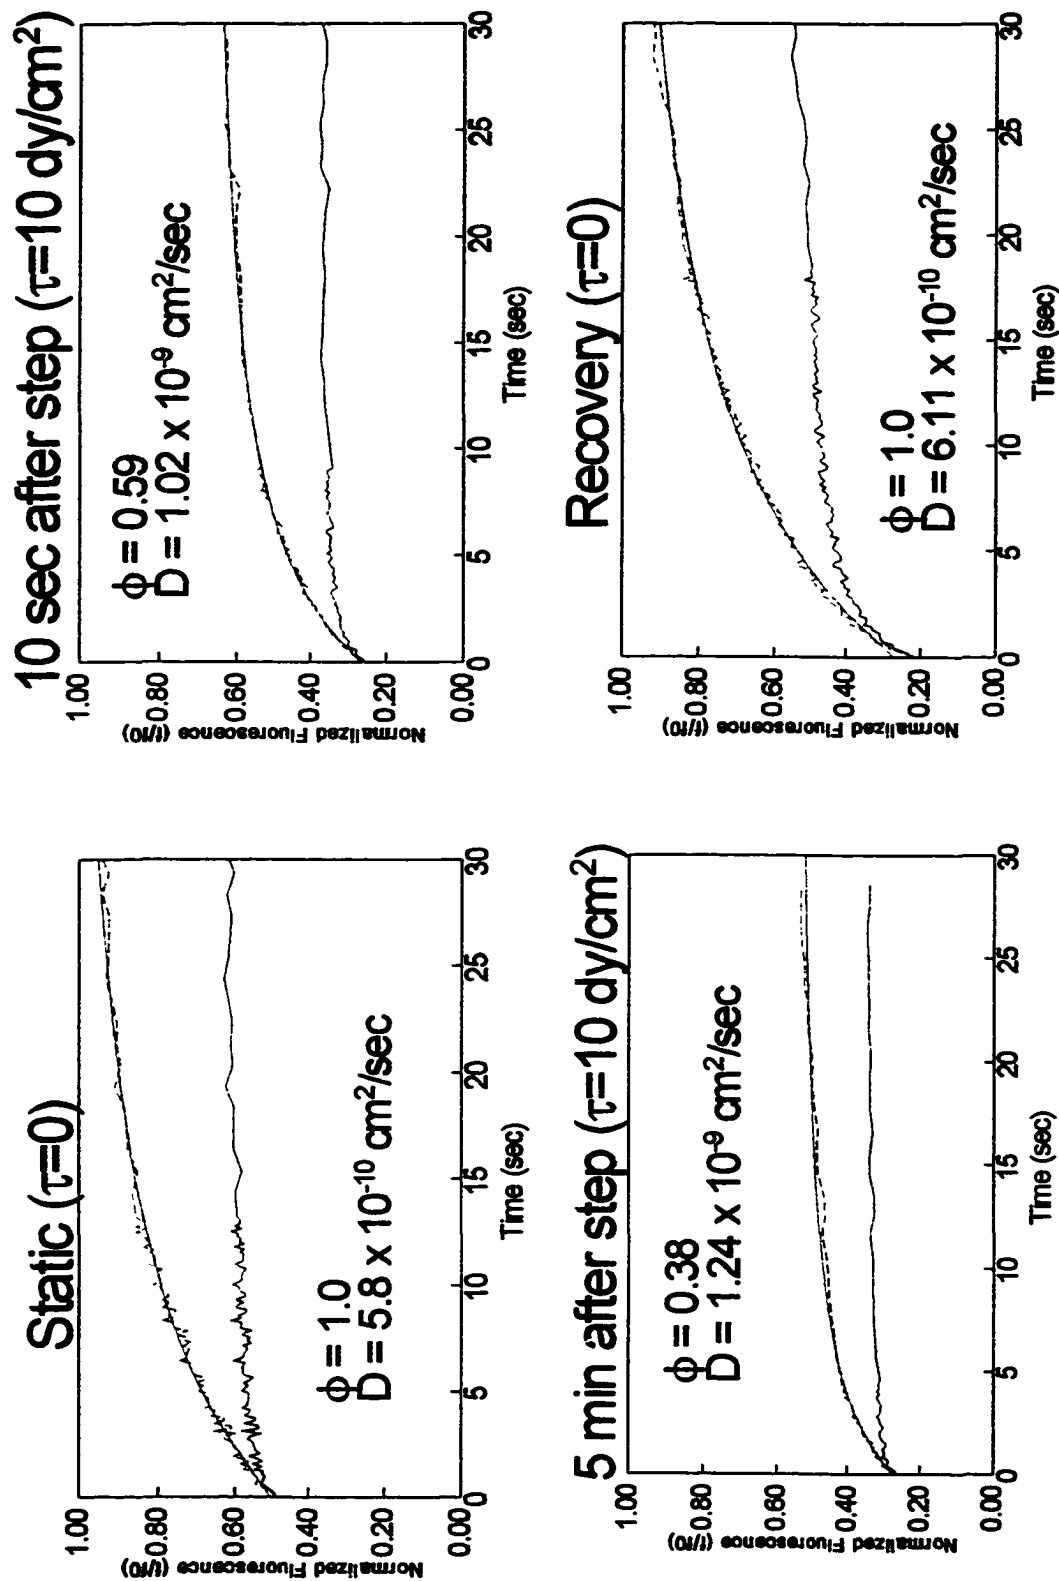 Static (τ=0)
Normalized Fluorescence (f/f0)
1.00
0.80
0.60
0.40
0.20
0.00
ϕ = 1.0
D = 5.8 x 10⁻¹⁰ cm²/sec
0 5 10 15 20 25 30
Time (sec)
10 sec after step (τ=10 dy/cm²)
Normalized Fluorescence (f/f0)
1.00
0.80
0.60
0.40
0.20
0.00
ϕ = 0.59
D = 1.02 x 10⁻⁹ cm²/sec
0 5 10 15 20 25 30
Time (sec)
5 min after step (τ=10 dy/cm²)
Normalized Fluorescence (f/f0)
1.00
0.80
0.60
0.40
0.20
0.00
ϕ = 0.38
D = 1.24 x 10⁻⁹ cm²/sec
0 5 10 15 20 25 30
Time (sec)
Recovery (τ=0)
Normalized Fluorescence (f/f0)
1.00
0.80
0.60
0.40
0.20
0.00
ϕ = 1.0
D = 6.11 x 10⁻¹⁰ cm²/sec
0 5 10 15 20 25 30
Time (sec)